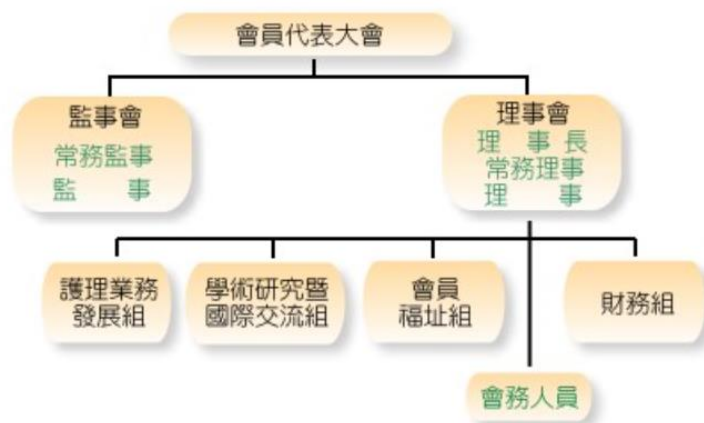 會員代表大會
監事會
常務監事
監 事
理事會
理 事 長
常務理事
理 事
護理業務
發展組
學術研究暨
國際交流組
會員
福址組
財務組
會務人員